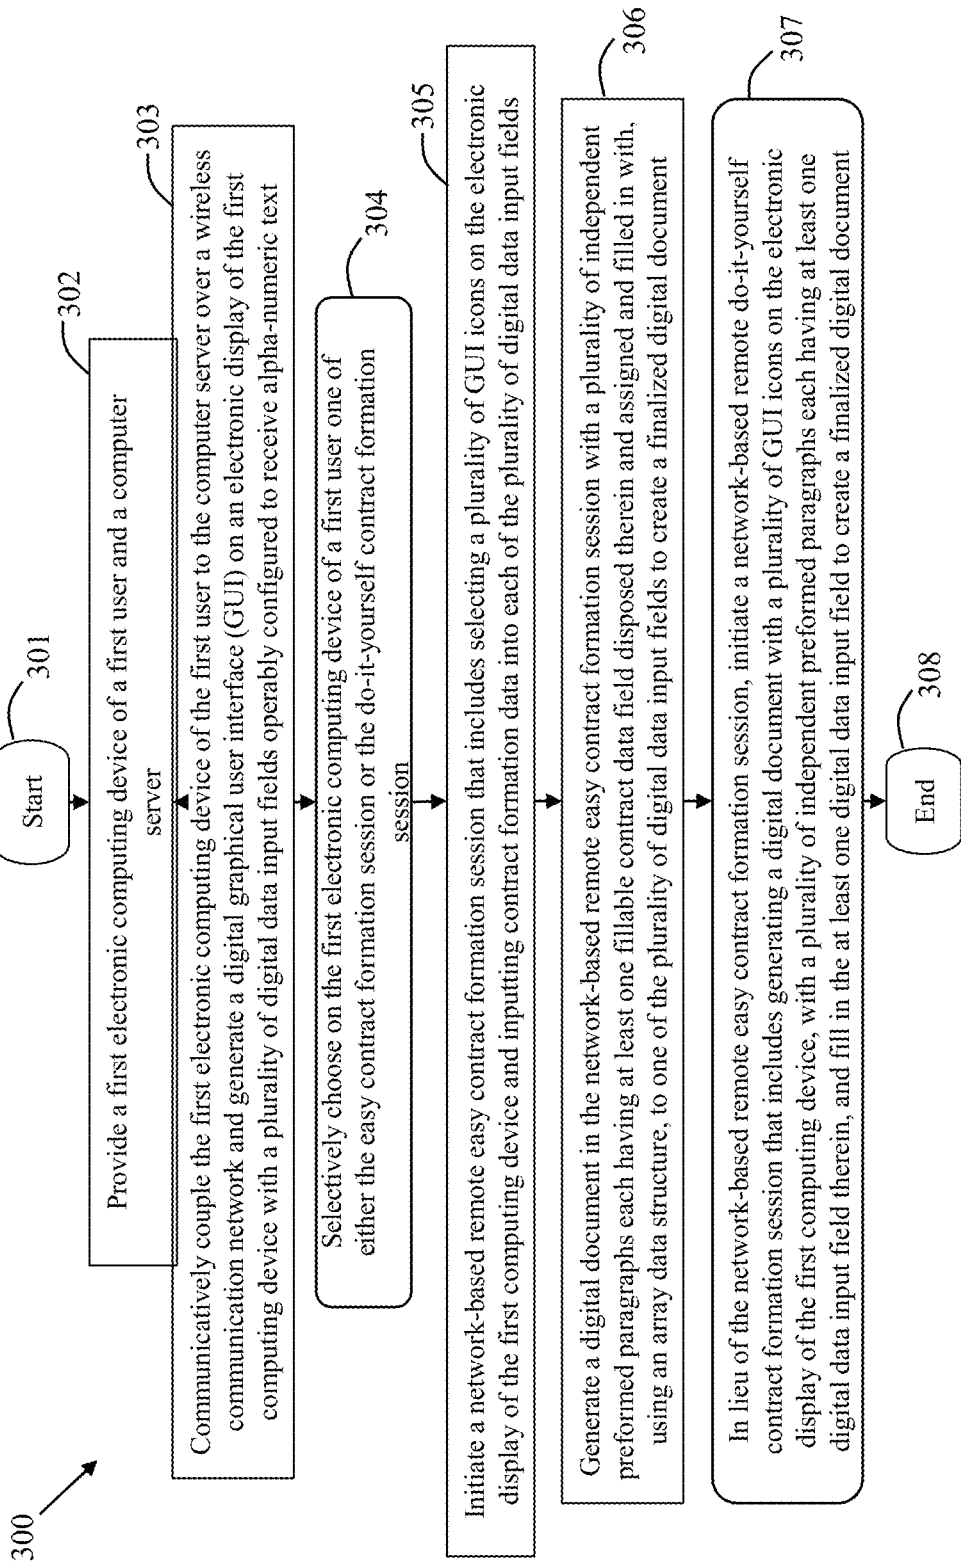 300
Start
301
Provide a first electronic computing device of a first user and a computer
server
302
Communicatively couple the first electronic computing device of the first user to the computer server over a wireless
communication network and generate a digital graphical user interface (GUI) on an electronic display of the first
computing device with a plurality of digital data input fields operably configured to receive alpha-numeric text
303
Selectively choose on the first electronic computing device of a first user one of
either the easy contract formation session or the do-it-yourself contract formation
session
304
Initiate a network-based remote easy contract formation session that includes selecting a plurality of GUI icons on the electronic
display of the first computing device and inputting contract formation data into each of the plurality of digital data input fields
305
Generate a digital document in the network-based remote easy contract formation session with a plurality of independent
preformed paragraphs each having at least one fillable contract data field disposed therein and assigned and filled in with,
using an array data structure, to one of the plurality of digital data input fields to create a finalized digital document
306
In lieu of the network-based remote easy contract formation session, initiate a network-based remote do-it-yourself
contract formation session that includes generating a digital document with a plurality of GUI icons on the electronic
display of the first computing device, with a plurality of independent preformed paragraphs each having at least one
digital data input field therein, and fill in the at least one digital data input field to create a finalized digital document
307
End
308